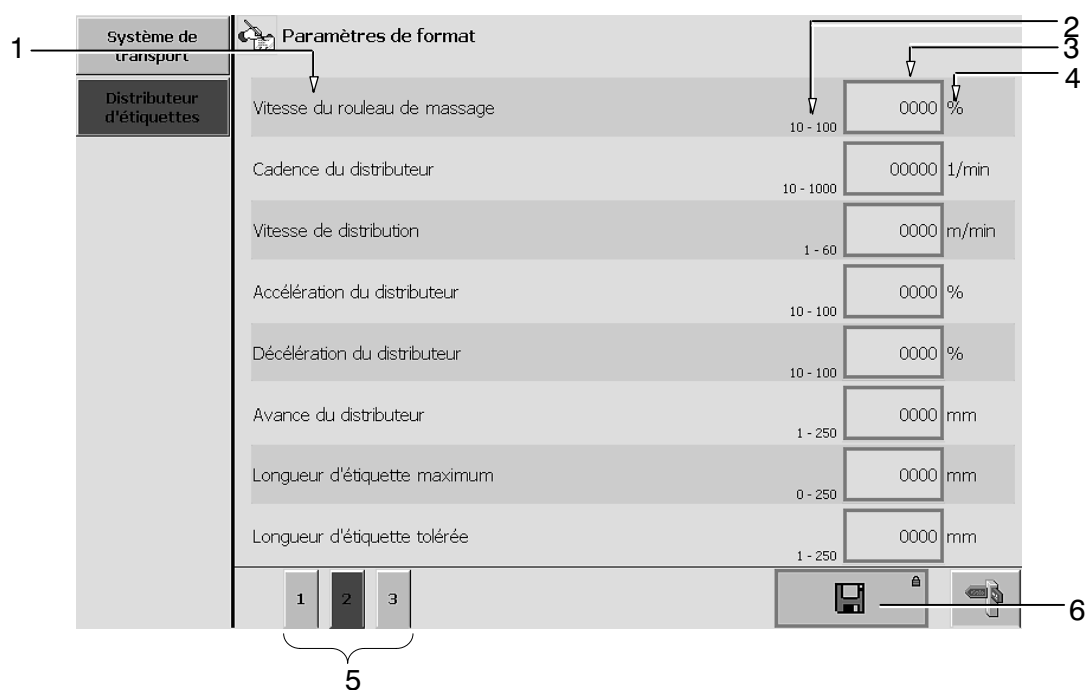 Système de
transport
Distributeur
d'étiquettes
Paramètres de format
1
2
3
4
Vitesse du rouleau de massage
10 - 100
0000 %
Cadence du distributeur
10 - 1000
00000 1/min
Vitesse de distribution
1 - 60
0000 m/min
Accélération du distributeur
10 - 100
0000 %
Décélération du distributeur
10 - 100
0000 %
Avance du distributeur
1 - 250
0000 mm
Longueur d'étiquette maximum
0 - 250
0000 mm
Longueur d'étiquette tolérée
1 - 250
0000 mm
1 2 3
6
5